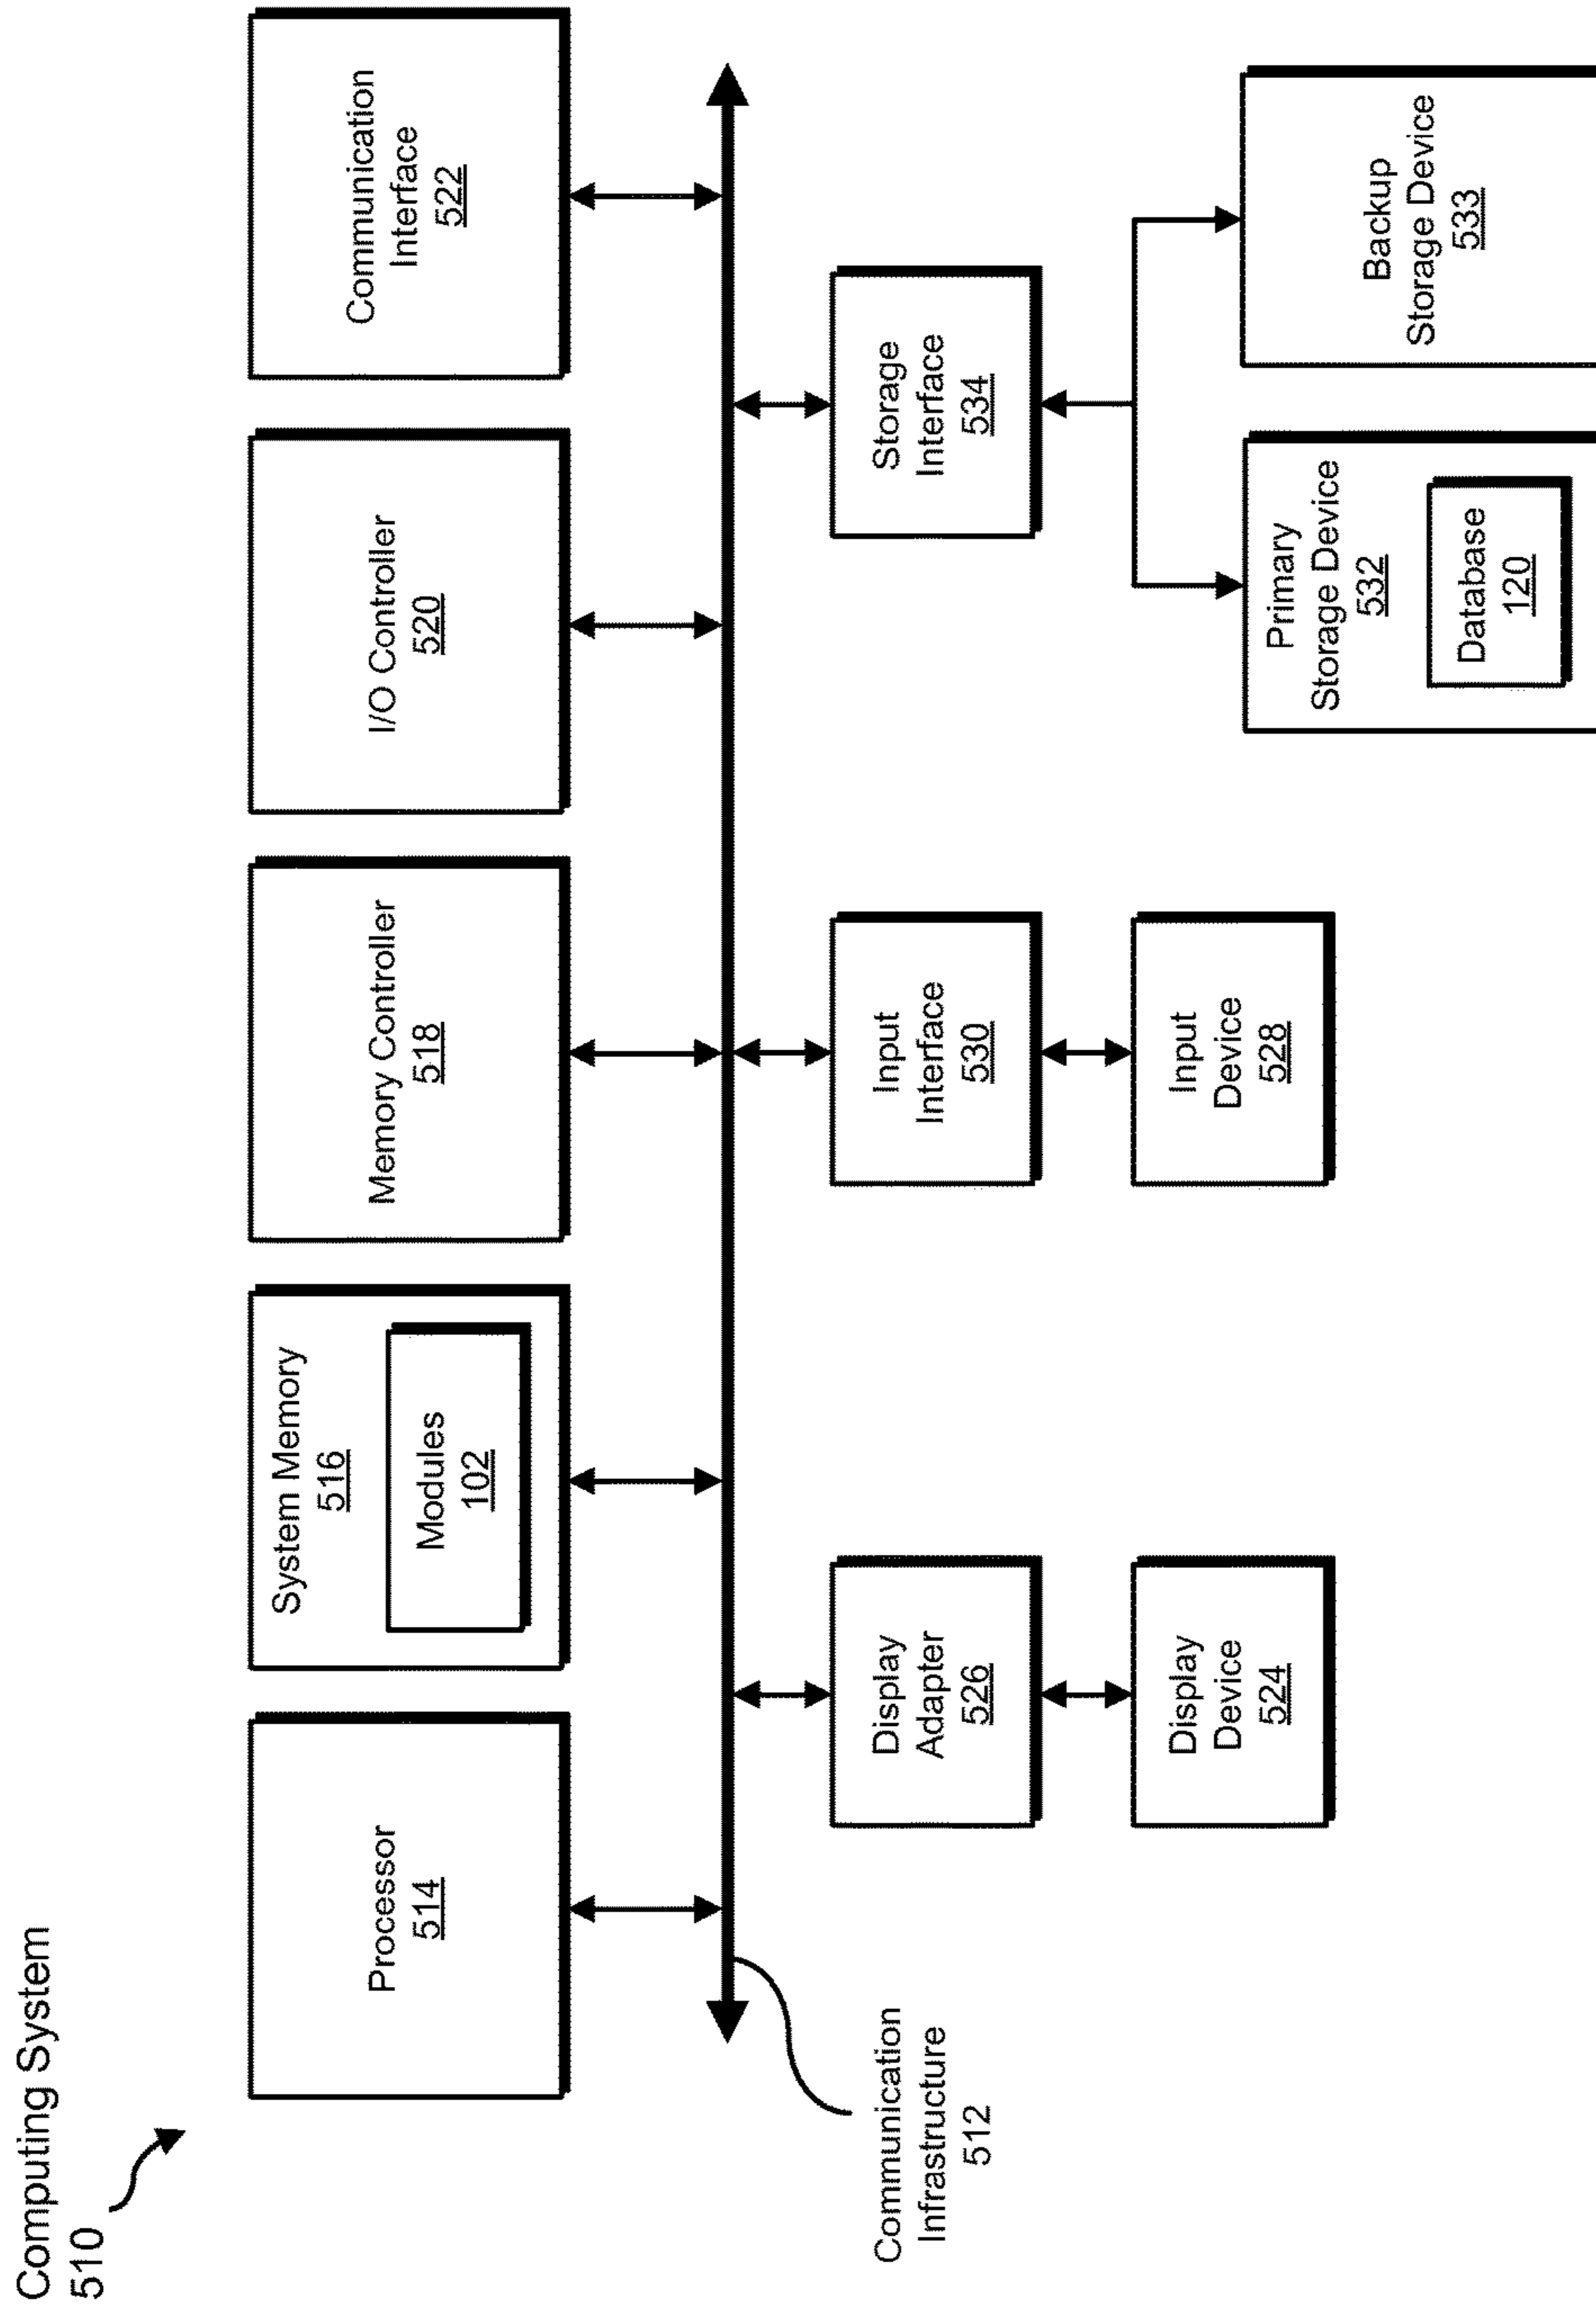 Computing System
510
Processor
514
System Memory
516
Modules
102
Memory Controller
518
I/O Controller
520
Communication
Interface
522
Communication
Infrastructure
512
Display
Adapter
526
Display
Device
524
Input
Interface
530
Input
Device
528
Storage
Interface
534
Primary
Storage Device
532
Database
120
Backup
Storage Device
533